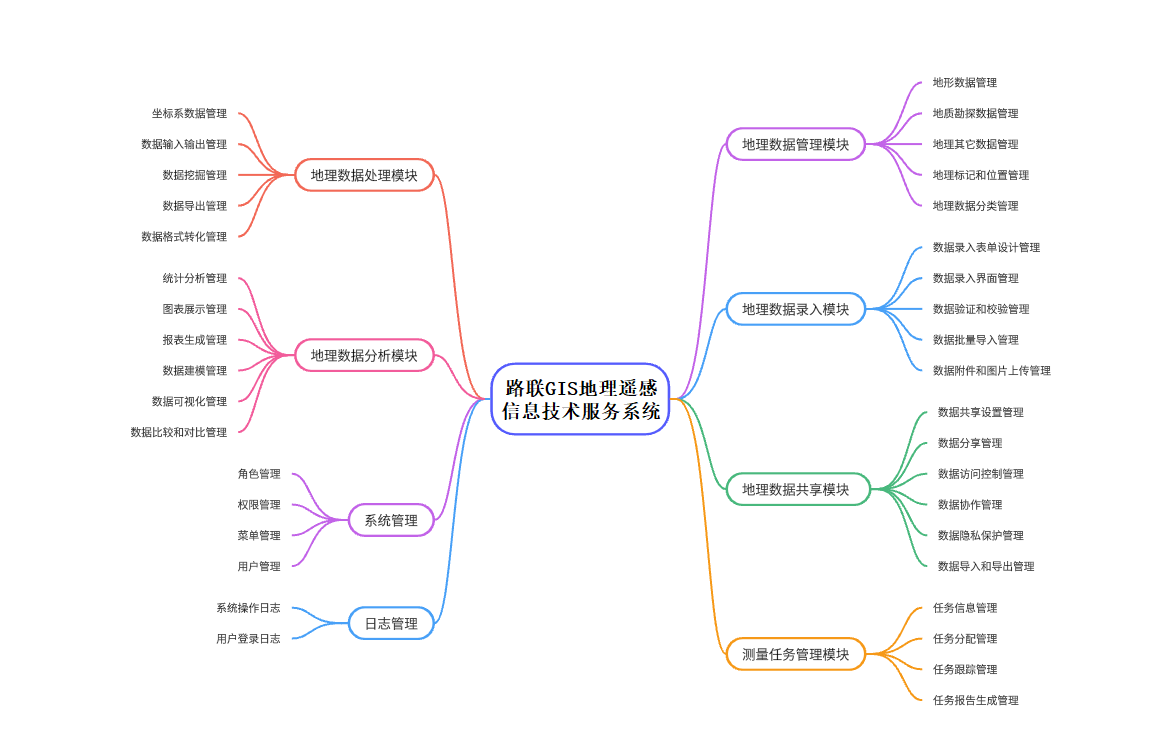 路联GIS地理遥感
信息技术服务系统
地理数据处理模块
坐标系数据管理
数据输入输出管理
数据挖掘管理
数据导出管理
数据格式转化管理
地理数据分析模块
统计分析管理
图表展示管理
报表生成管理
数据建模管理
数据可视化管理
数据比较和对比管理
系统管理
角色管理
权限管理
菜单管理
用户管理
日志管理
系统操作日志
用户登录日志
地理数据管理模块
地形数据管理
地质勘探数据管理
地理其它数据管理
地理标记和位置管理
地理数据分类管理
地理数据录入模块
数据录入表单设计管理
数据录入界面管理
数据验证和校验管理
数据批量导入管理
数据附件和图片上传管理
地理数据共享模块
数据共享设置管理
数据分享管理
数据访问控制管理
数据协作管理
数据隐私保护管理
数据导入和导出管理
测量任务管理模块
任务信息管理
任务分配管理
任务跟踪管理
任务报告生成管理